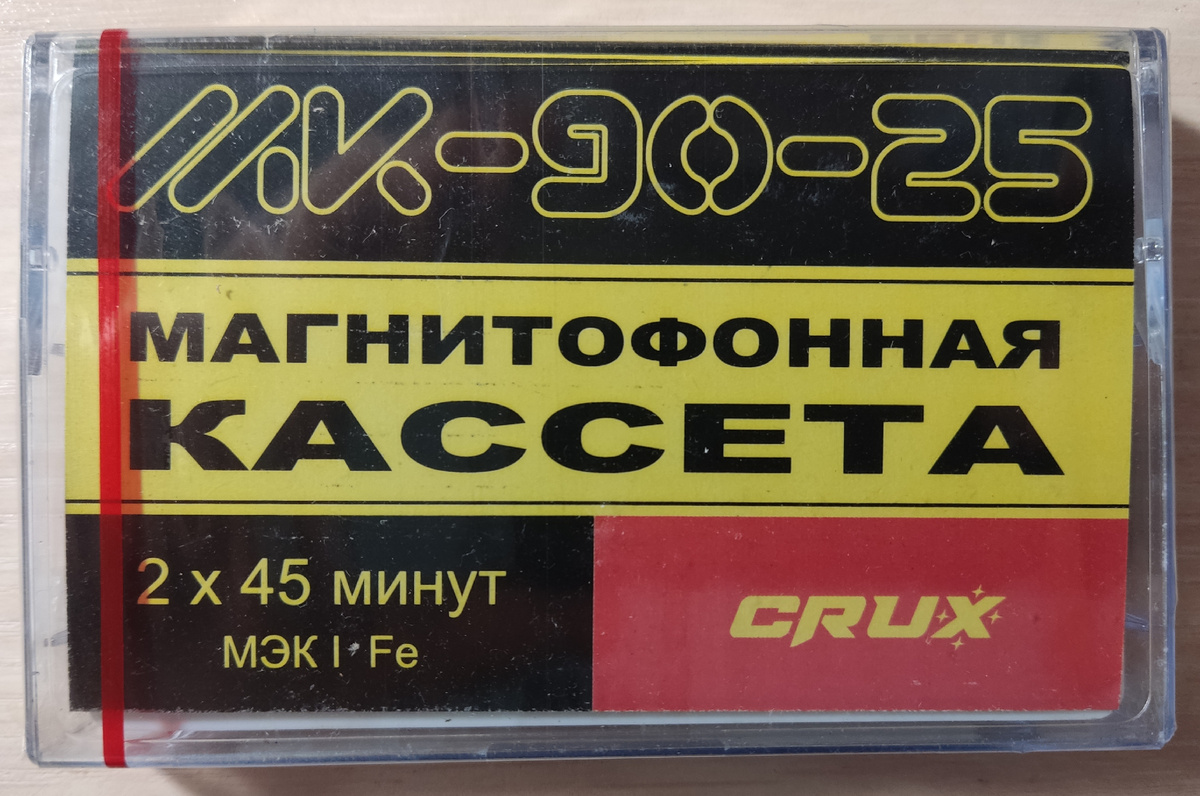 МК-90-25
МАГНИТОФОННАЯ
КАССЕТА
2 x 45 минут
МЭК I Fe
CRUX